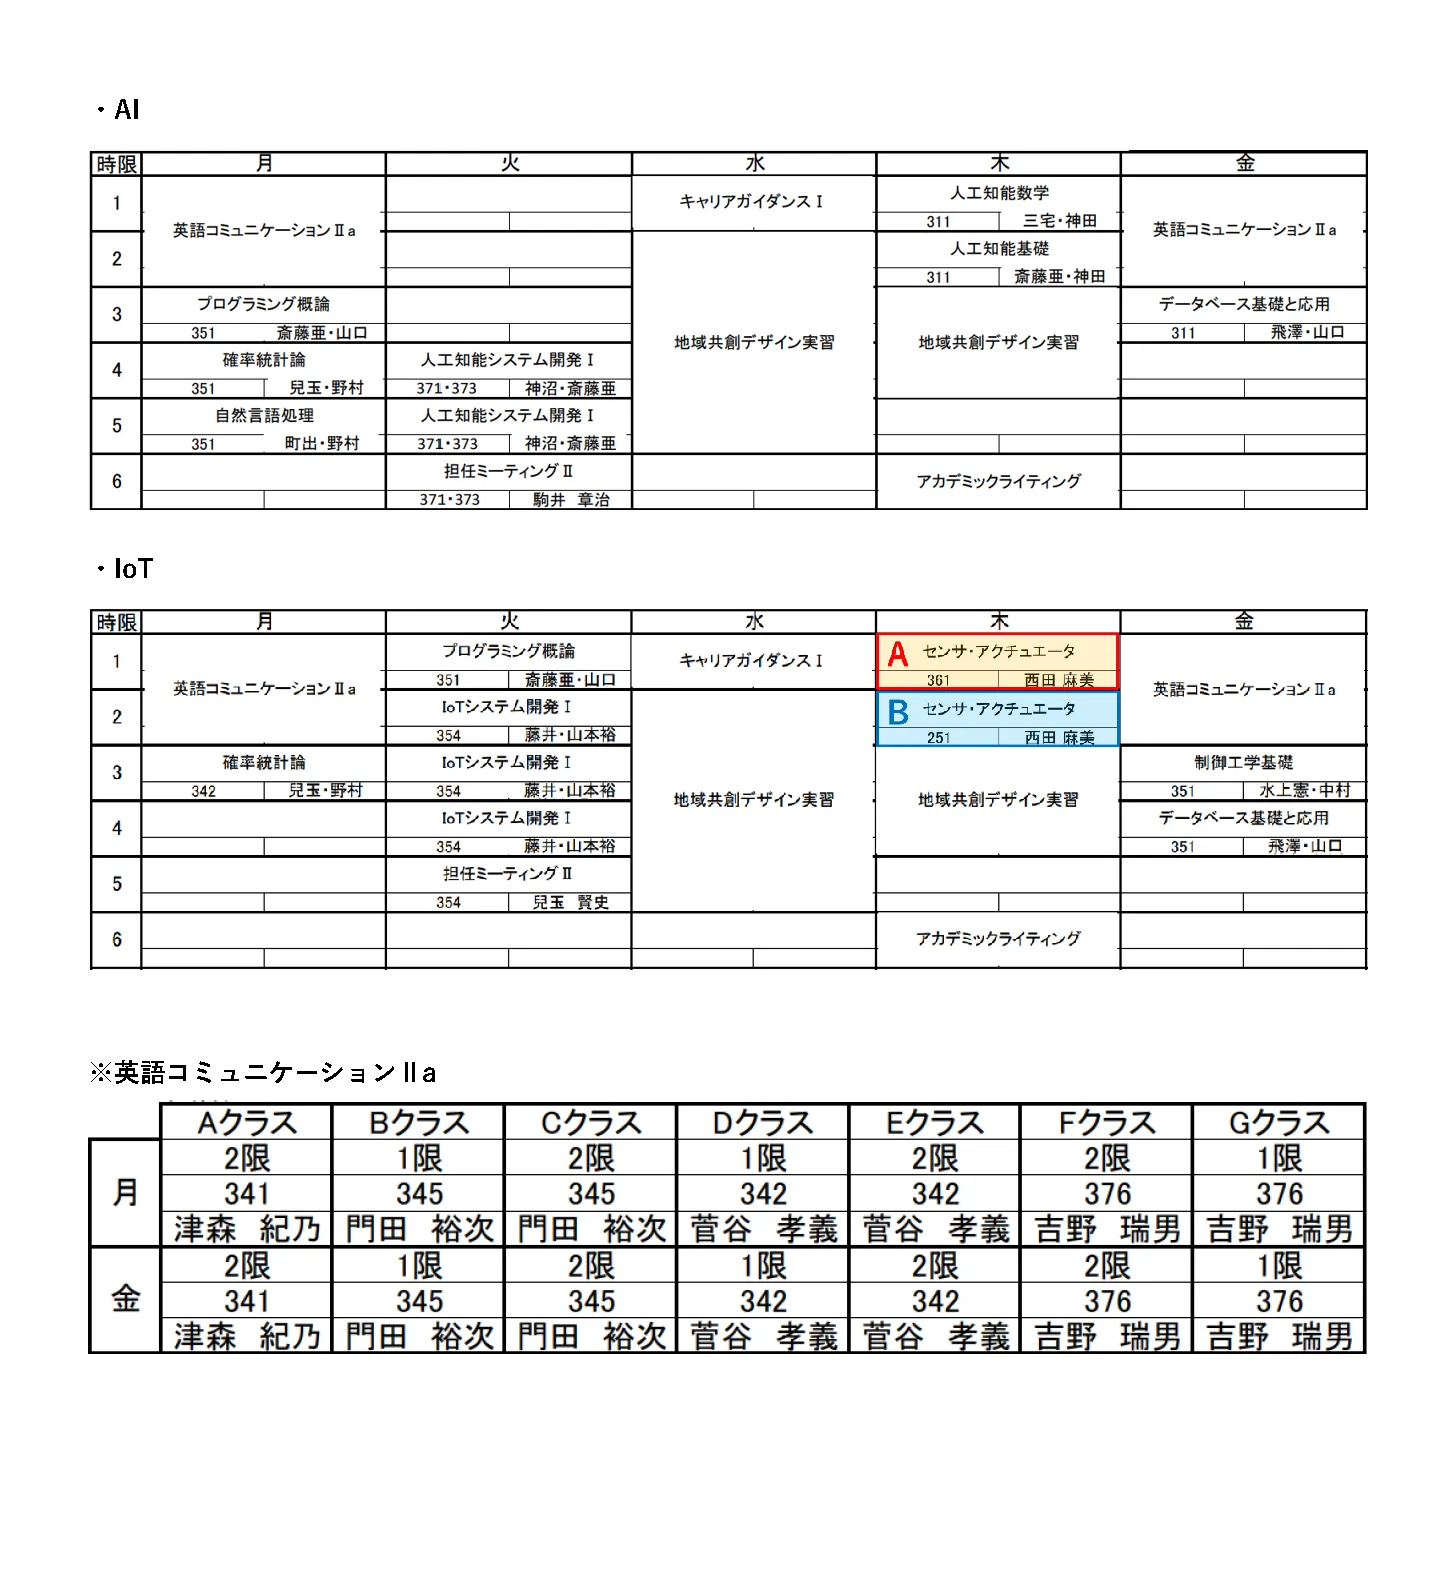 ・AI
時限 月 火 水 木 金
1 英語コミュニケーションⅡa キャリアガイダンスⅠ 人工知能数学 英語コミュニケーションⅡa
311 三宅・神田
2 地域共創デザイン実習 人工知能基礎
311 斎藤亜・神田
3 プログラミング概論 地域共創デザイン実習 データベース基礎と応用
351 斎藤亜・山口 311 飛澤・山口
4 確率統計論 人工知能システム開発Ⅰ
351 兒玉・野村 371・373 神沼・斎藤亜
5 自然言語処理 人工知能システム開発Ⅰ
351 町出・野村 371・373 神沼・斎藤亜
6 担任ミーティングⅡ アカデミックライティング
371・373 駒井 章治
・IoT
時限 月 火 水 木 金
1 英語コミュニケーションⅡa プログラミング概論 キャリアガイダンスⅠ A センサ・アクチュエータ 英語コミュニケーションⅡa
351 斎藤亜・山口 361 西田 麻美
2 IoTシステム開発Ⅰ 地域共創デザイン実習 B センサ・アクチュエータ
354 藤井・山本裕 251 西田 麻美
3 確率統計論 IoTシステム開発Ⅰ 地域共創デザイン実習 制御工学基礎
342 兒玉・野村 354 藤井・山本裕 351 水上憲・中村
4 IoTシステム開発Ⅰ データベース基礎と応用
354 藤井・山本裕 351 飛澤・山口
5 担任ミーティングⅡ
354 兒玉 賢史
6 アカデミックライティング
※英語コミュニケーションⅡa
Aクラス Bクラス Cクラス Dクラス Eクラス Fクラス Gクラス
月 2限 1限 2限 1限 2限 2限 1限
341 345 345 342 342 376 376
津森 紀乃 門田 裕次 門田 裕次 菅谷 孝義 菅谷 孝義 吉野 瑞男 吉野 瑞男
金 2限 1限 2限 1限 2限 2限 1限
341 345 345 342 342 376 376
津森 紀乃 門田 裕次 門田 裕次 菅谷 孝義 菅谷 孝義 吉野 瑞男 吉野 瑞男